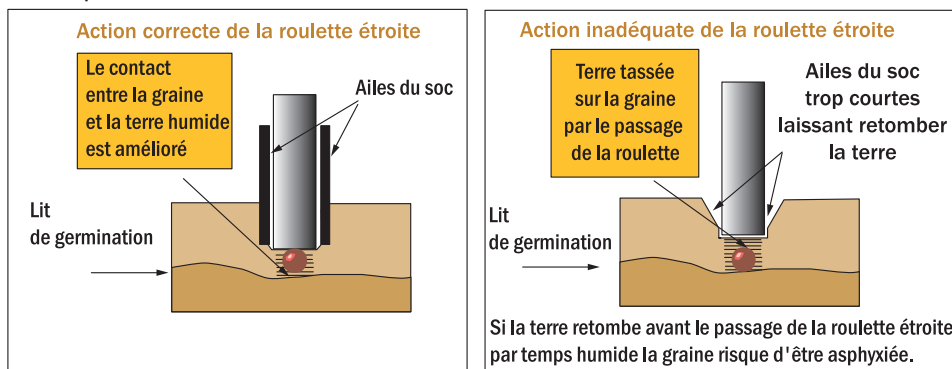 Action correcte de la roulette étroite
Le contact
entre la graine
et la terre humide
est amélioré
Ailes du soc
Lit
de germination
Action inadéquate de la roulette étroite
Terre tassée
sur la graine
par le passage
de la roulette
Ailes du soc
trop courtes
laissant retomber
la terre
Lit
de germination
Si la terre retombe avant le passage de la roulette étroite
par temps humide la graine risque d'être asphyxiée.